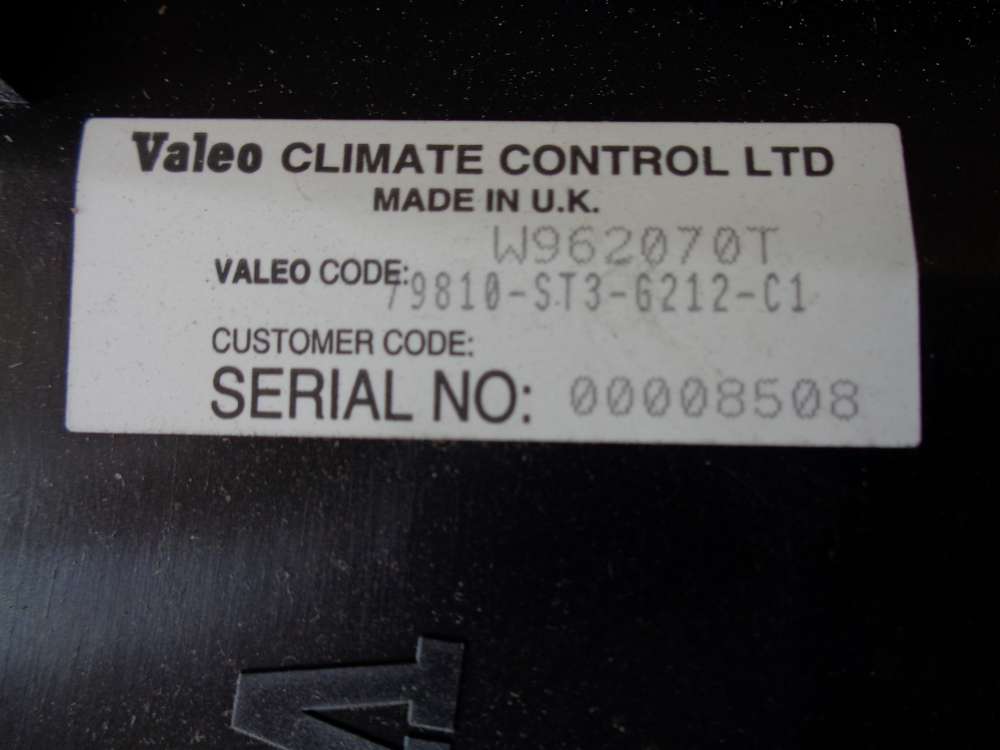 Valeo CLIMATE CONTROL LTD
MADE IN U.K.
W962070T
VALEO CODE:
79810-ST3-G212-C1
CUSTOMER CODE:
SERIAL NO: 00008508